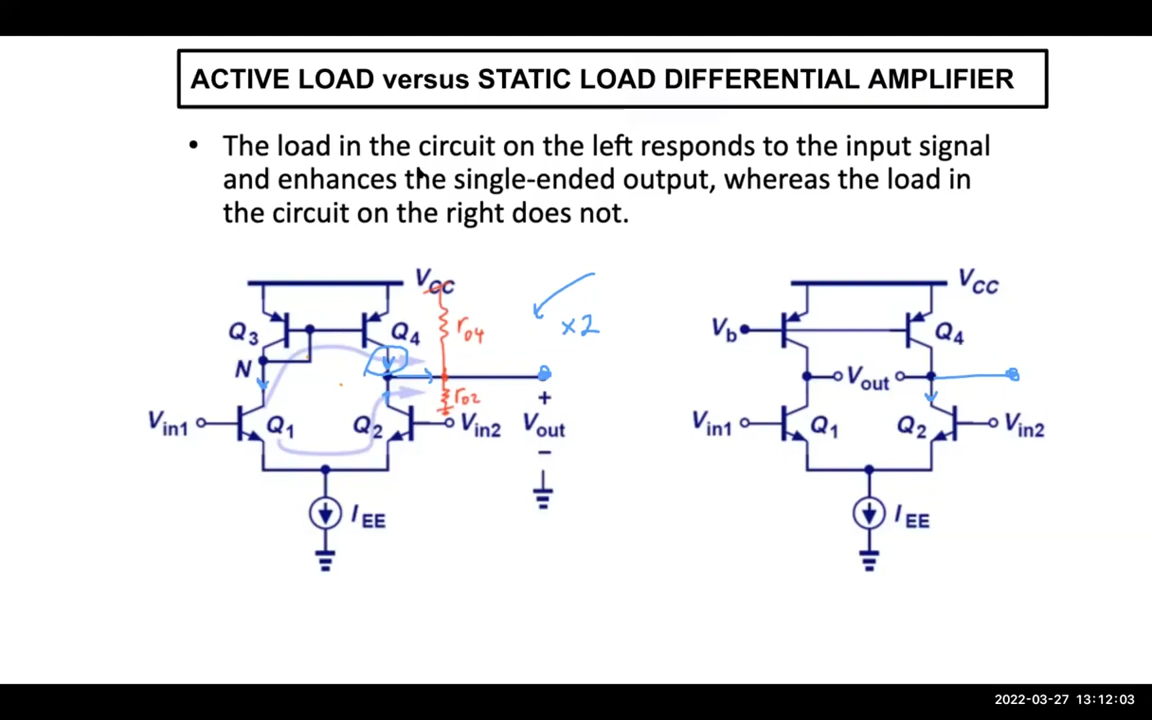 ACTIVE LOAD versus STATIC LOAD DIFFERENTIAL AMPLIFIER
• The load in the circuit on the left responds to the input signal
and enhances the single-ended output, whereas the load in
the circuit on the right does not.
VCC
Q3
Q4
r04
x2
N
r02
Vin1
Q1
Q2
Vin2
+
Vout
−
IEE
VCC
Vb
Q4
Vout
Vin1
Q1
Q2
Vin2
IEE
2022-03-27 13:12:03